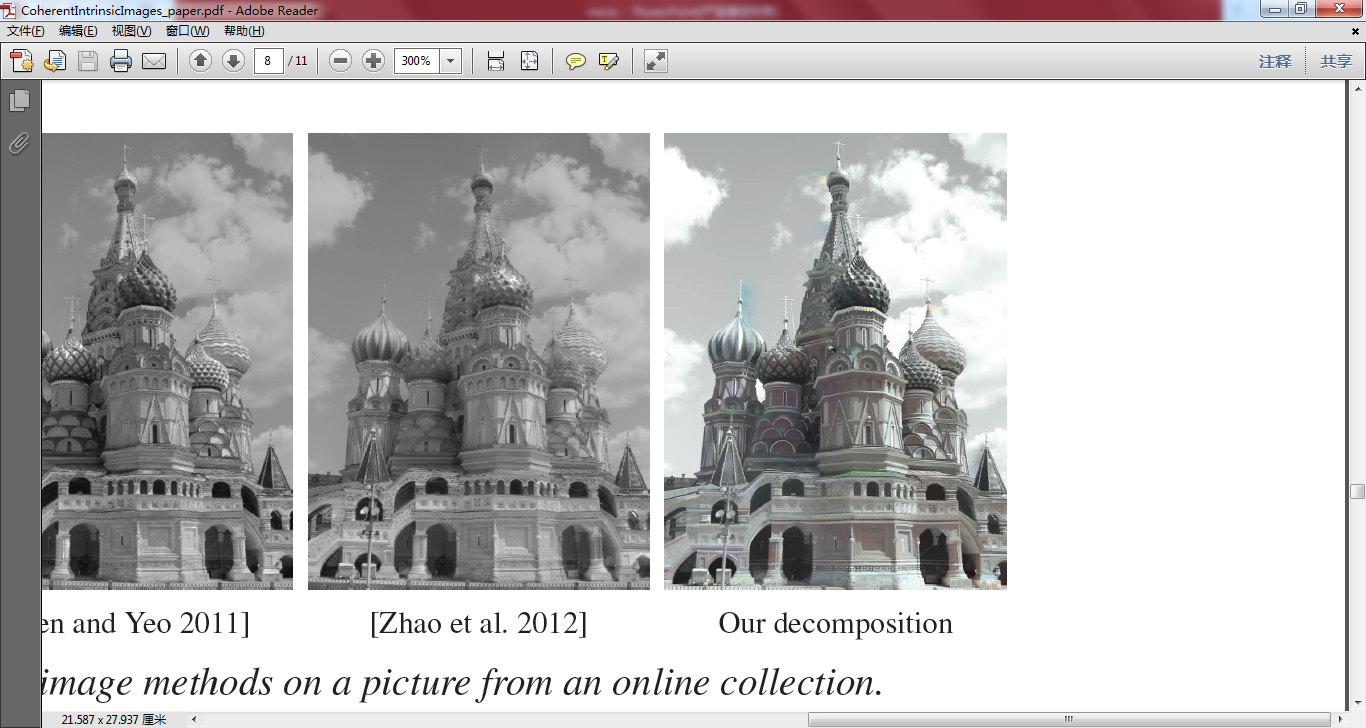 CoherentIntrinsicImages_paper.pdf - Adobe Reader
文件(F) 编辑(E) 视图(V) 窗口(W) 帮助(H)
8 / 11 300% 注释 共享
en and Yeo 2011] [Zhao et al. 2012] Our decomposition
image methods on a picture from an online collection.
21.587 x 27.937 厘米